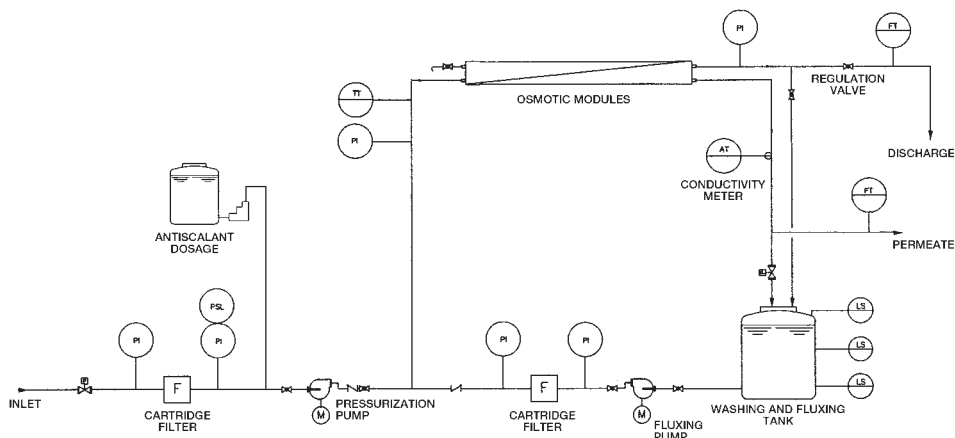 PI
FT
REGULATION
VALVE
OSMOTIC MODULES
TT
PI
DISCHARGE
AT
CONDUCTIVITY
METER
FT
PERMEATE
ANTISCALANT
DOSAGE
PSL
PI
PI
PI
PI
LS
LS
LS
F
F
INLET
CARTRIDGE
FILTER
M
PRESSURIZATION
PUMP
CARTRIDGE
FILTER
M
FLUXING
PUMP
WASHING AND FLUXING
TANK